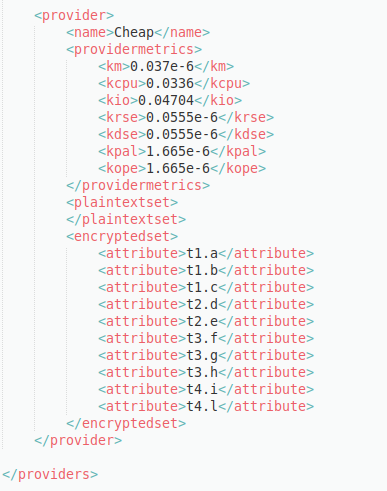 <provider>
<name>Cheap</name>
<providermetrics>
<km>0.037e-6</km>
<kcpu>0.0336</kcpu>
<kio>0.04704</kio>
<krse>0.0555e-6</krse>
<kdse>0.0555e-6</kdse>
<kpal>1.665e-6</kpal>
<kope>1.665e-6</kope>
</providermetrics>
<plaintextset>
</plaintextset>
<encryptedset>
<attribute>t1.a</attribute>
<attribute>t1.b</attribute>
<attribute>t1.c</attribute>
<attribute>t2.d</attribute>
<attribute>t2.e</attribute>
<attribute>t3.f</attribute>
<attribute>t3.g</attribute>
<attribute>t3.h</attribute>
<attribute>t4.i</attribute>
<attribute>t4.l</attribute>
</encryptedset>
</provider>
</providers>